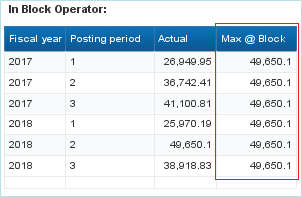 In Block Operator:
Fiscal year Posting period Actual Max @ Block
2017 1 26,949.95 49,650.1
2017 2 36,742.41 49,650.1
2017 3 41,100.81 49,650.1
2018 1 25,970.19 49,650.1
2018 2 49,650.1 49,650.1
2018 3 38,918.83 49,650.1